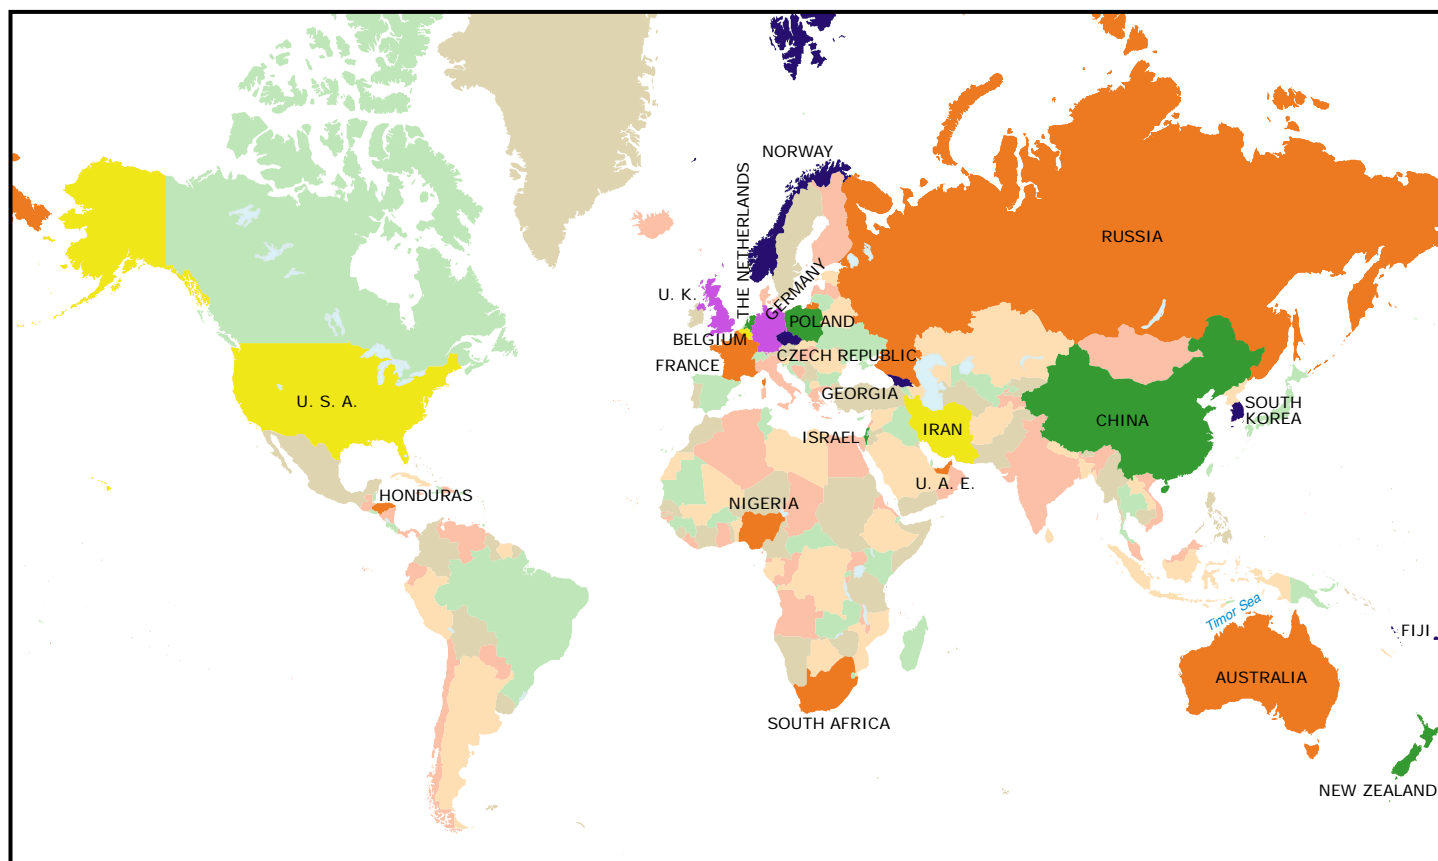 NORWAY
THE NETHERLANDS
RUSSIA
GERMANY
U. K.
POLAND
BELGIUM
CZECH REPUBLIC
FRANCE
GEORGIA
U. S. A.
SOUTH
KOREA
CHINA
IRAN
ISRAEL
U. A. E.
HONDURAS
NIGERIA
Timor Sea
FIJI
AUSTRALIA
SOUTH AFRICA
NEW ZEALAND